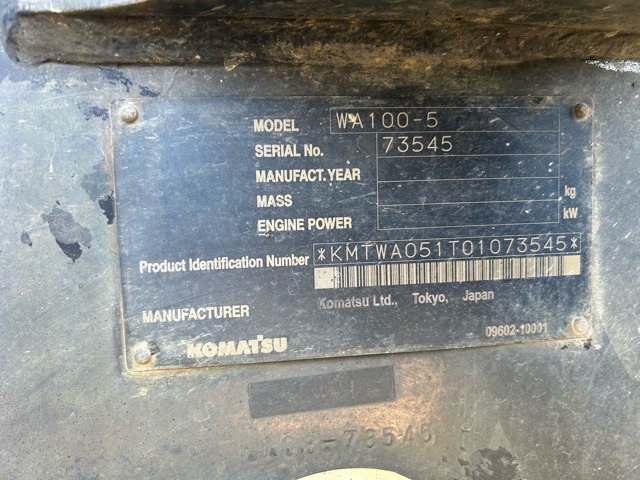 MODEL WA100-5
SERIAL No. 73545
MANUFACT. YEAR
MASS kg
ENGINE POWER kW
Product Identification Number *KMTWA051T01073545*
MANUFACTURER Komatsu Ltd., Tokyo, Japan
KOMATSU 09602-10001
-73545